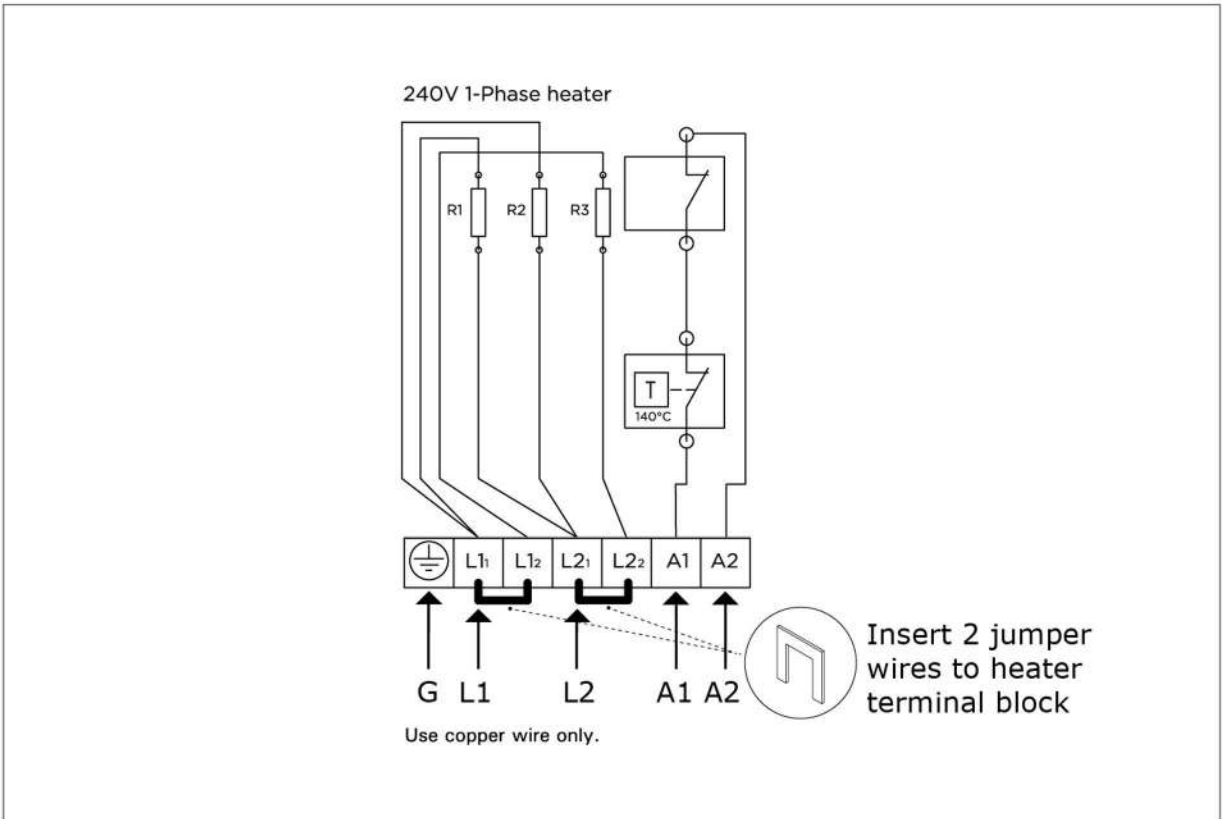 240V 1-Phase heater
R1 R2 R3
T
140°C
L1₁ L1₂ L2₁ L2₂ A1 A2
G L1 L2 A1 A2
Insert 2 jumper
wires to heater
terminal block
Use copper wire only.